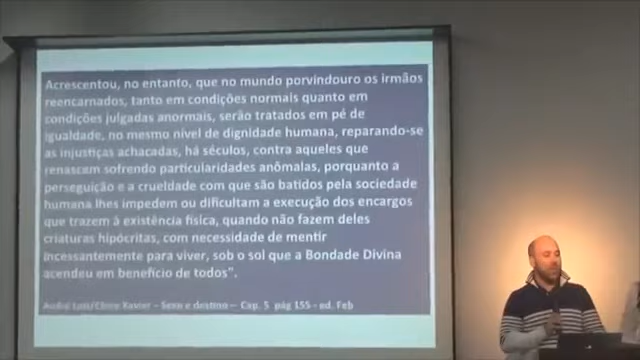 Acrescentou, no entanto, que no mundo porvindouro os irmãos
reencarnados, tanto em condições normais quanto em
condições julgadas anormais, serão tratados em pé de
igualdade, no mesmo nível de dignidade humana, reparando-se
as injustiças achacadas, há séculos, contra aqueles que
renascem sofrendo particularidades anômalas, porquanto a
perseguição e a crueldade com que são batidos pela sociedade
humana lhes impedem ou dificultam a execução dos encargos
que trazem à existência física, quando não fazem deles
criaturas hipócritas, com necessidade de mentir
incessantemente para viver, sob o sol que a Bondade Divina
acendeu em benefício de todos”.
André Luiz/Chico Xavier – Sexo e destino – Cap. 5 pág 155 - ed. Feb